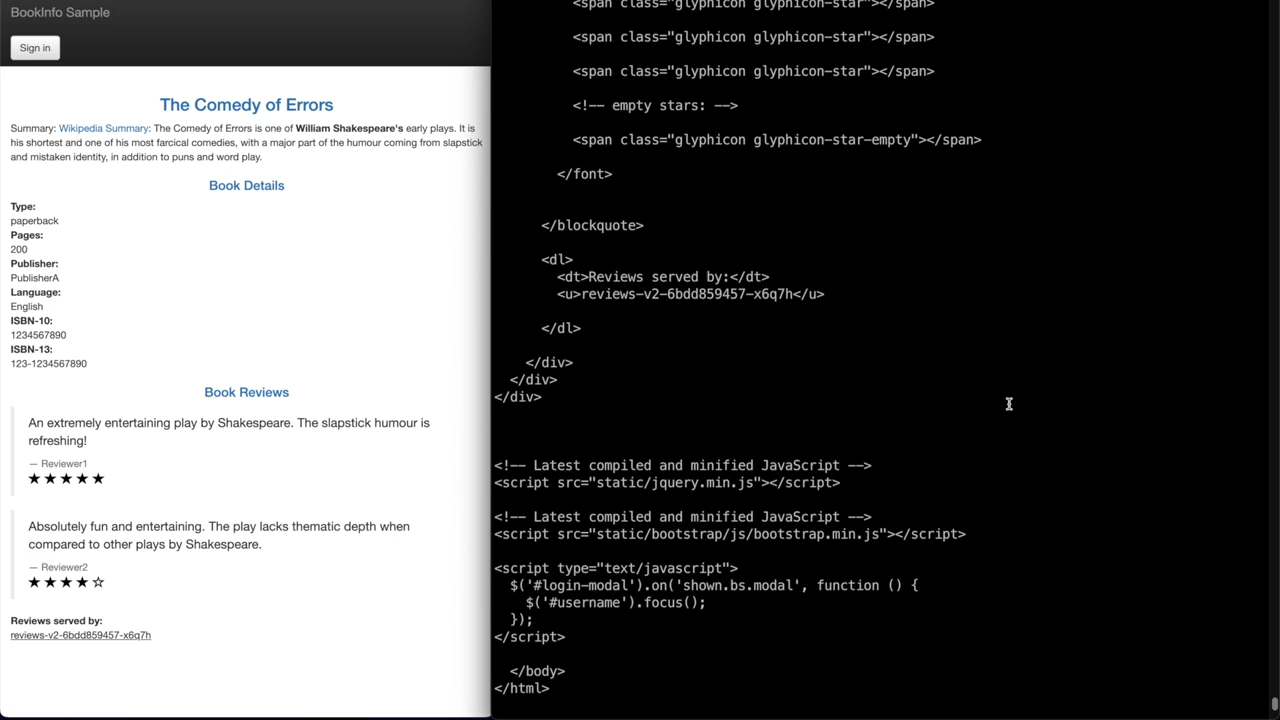 BookInfo Sample
Sign in
The Comedy of Errors
Summary: Wikipedia Summary: The Comedy of Errors is one of William Shakespeare's early plays. It is
his shortest and one of his most farcical comedies, with a major part of the humour coming from slapstick
and mistaken identity, in addition to puns and word play.
Book Details
Type:
paperback
Pages:
200
Publisher:
PublisherA
Language:
English
ISBN-10:
1234567890
ISBN-13:
123-1234567890
Book Reviews
An extremely entertaining play by Shakespeare. The slapstick humour is
refreshing!
— Reviewer1
★★★★★
Absolutely fun and entertaining. The play lacks thematic depth when
compared to other plays by Shakespeare.
— Reviewer2
★★★★☆
Reviews served by:
reviews-v2-6bdd859457-x6q7h
<span class="glyphicon glyphicon-star"></span>
<span class="glyphicon glyphicon-star"></span>
<span class="glyphicon glyphicon-star"></span>
<!-- empty stars: -->
<span class="glyphicon glyphicon-star-empty"></span>
</font>
</blockquote>
<dl>
<dt>Reviews served by:</dt>
<u>reviews-v2-6bdd859457-x6q7h</u>
</dl>
</div>
</div>
</div>
<!-- Latest compiled and minified JavaScript -->
<script src="static/jquery.min.js"></script>
<!-- Latest compiled and minified JavaScript -->
<script src="static/bootstrap/js/bootstrap.min.js"></script>
<script type="text/javascript">
$('#login-modal').on('shown.bs.modal', function () {
$('#username').focus();
});
</script>
</body>
</html>